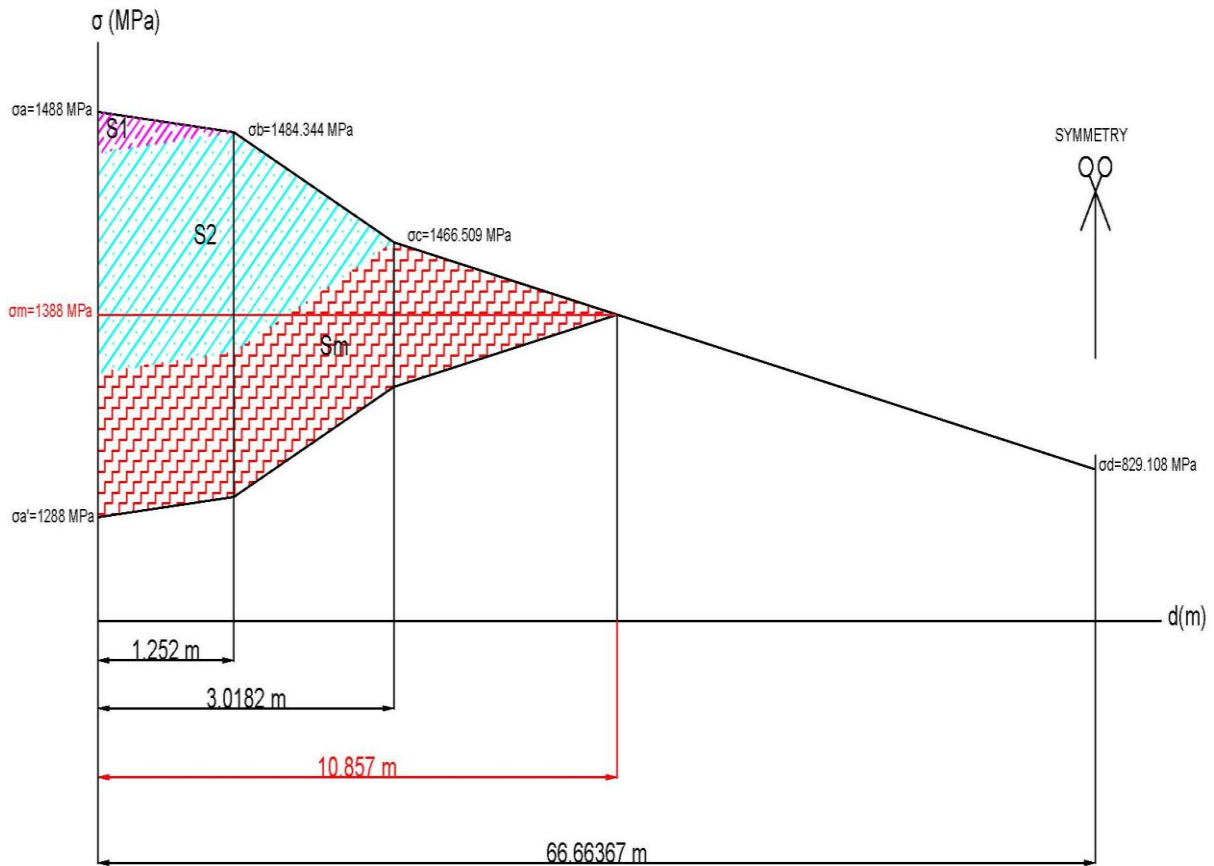 σ (MPa)
σa=1488 MPa
S1
σb=1484.344 MPa
SYMMETRY
S2
σc=1466.509 MPa
σm=1388 MPa
Sm
σd=829.108 MPa
σa'=1288 MPa
d(m)
1.252 m
3.0182 m
10.857 m
66.66367 m